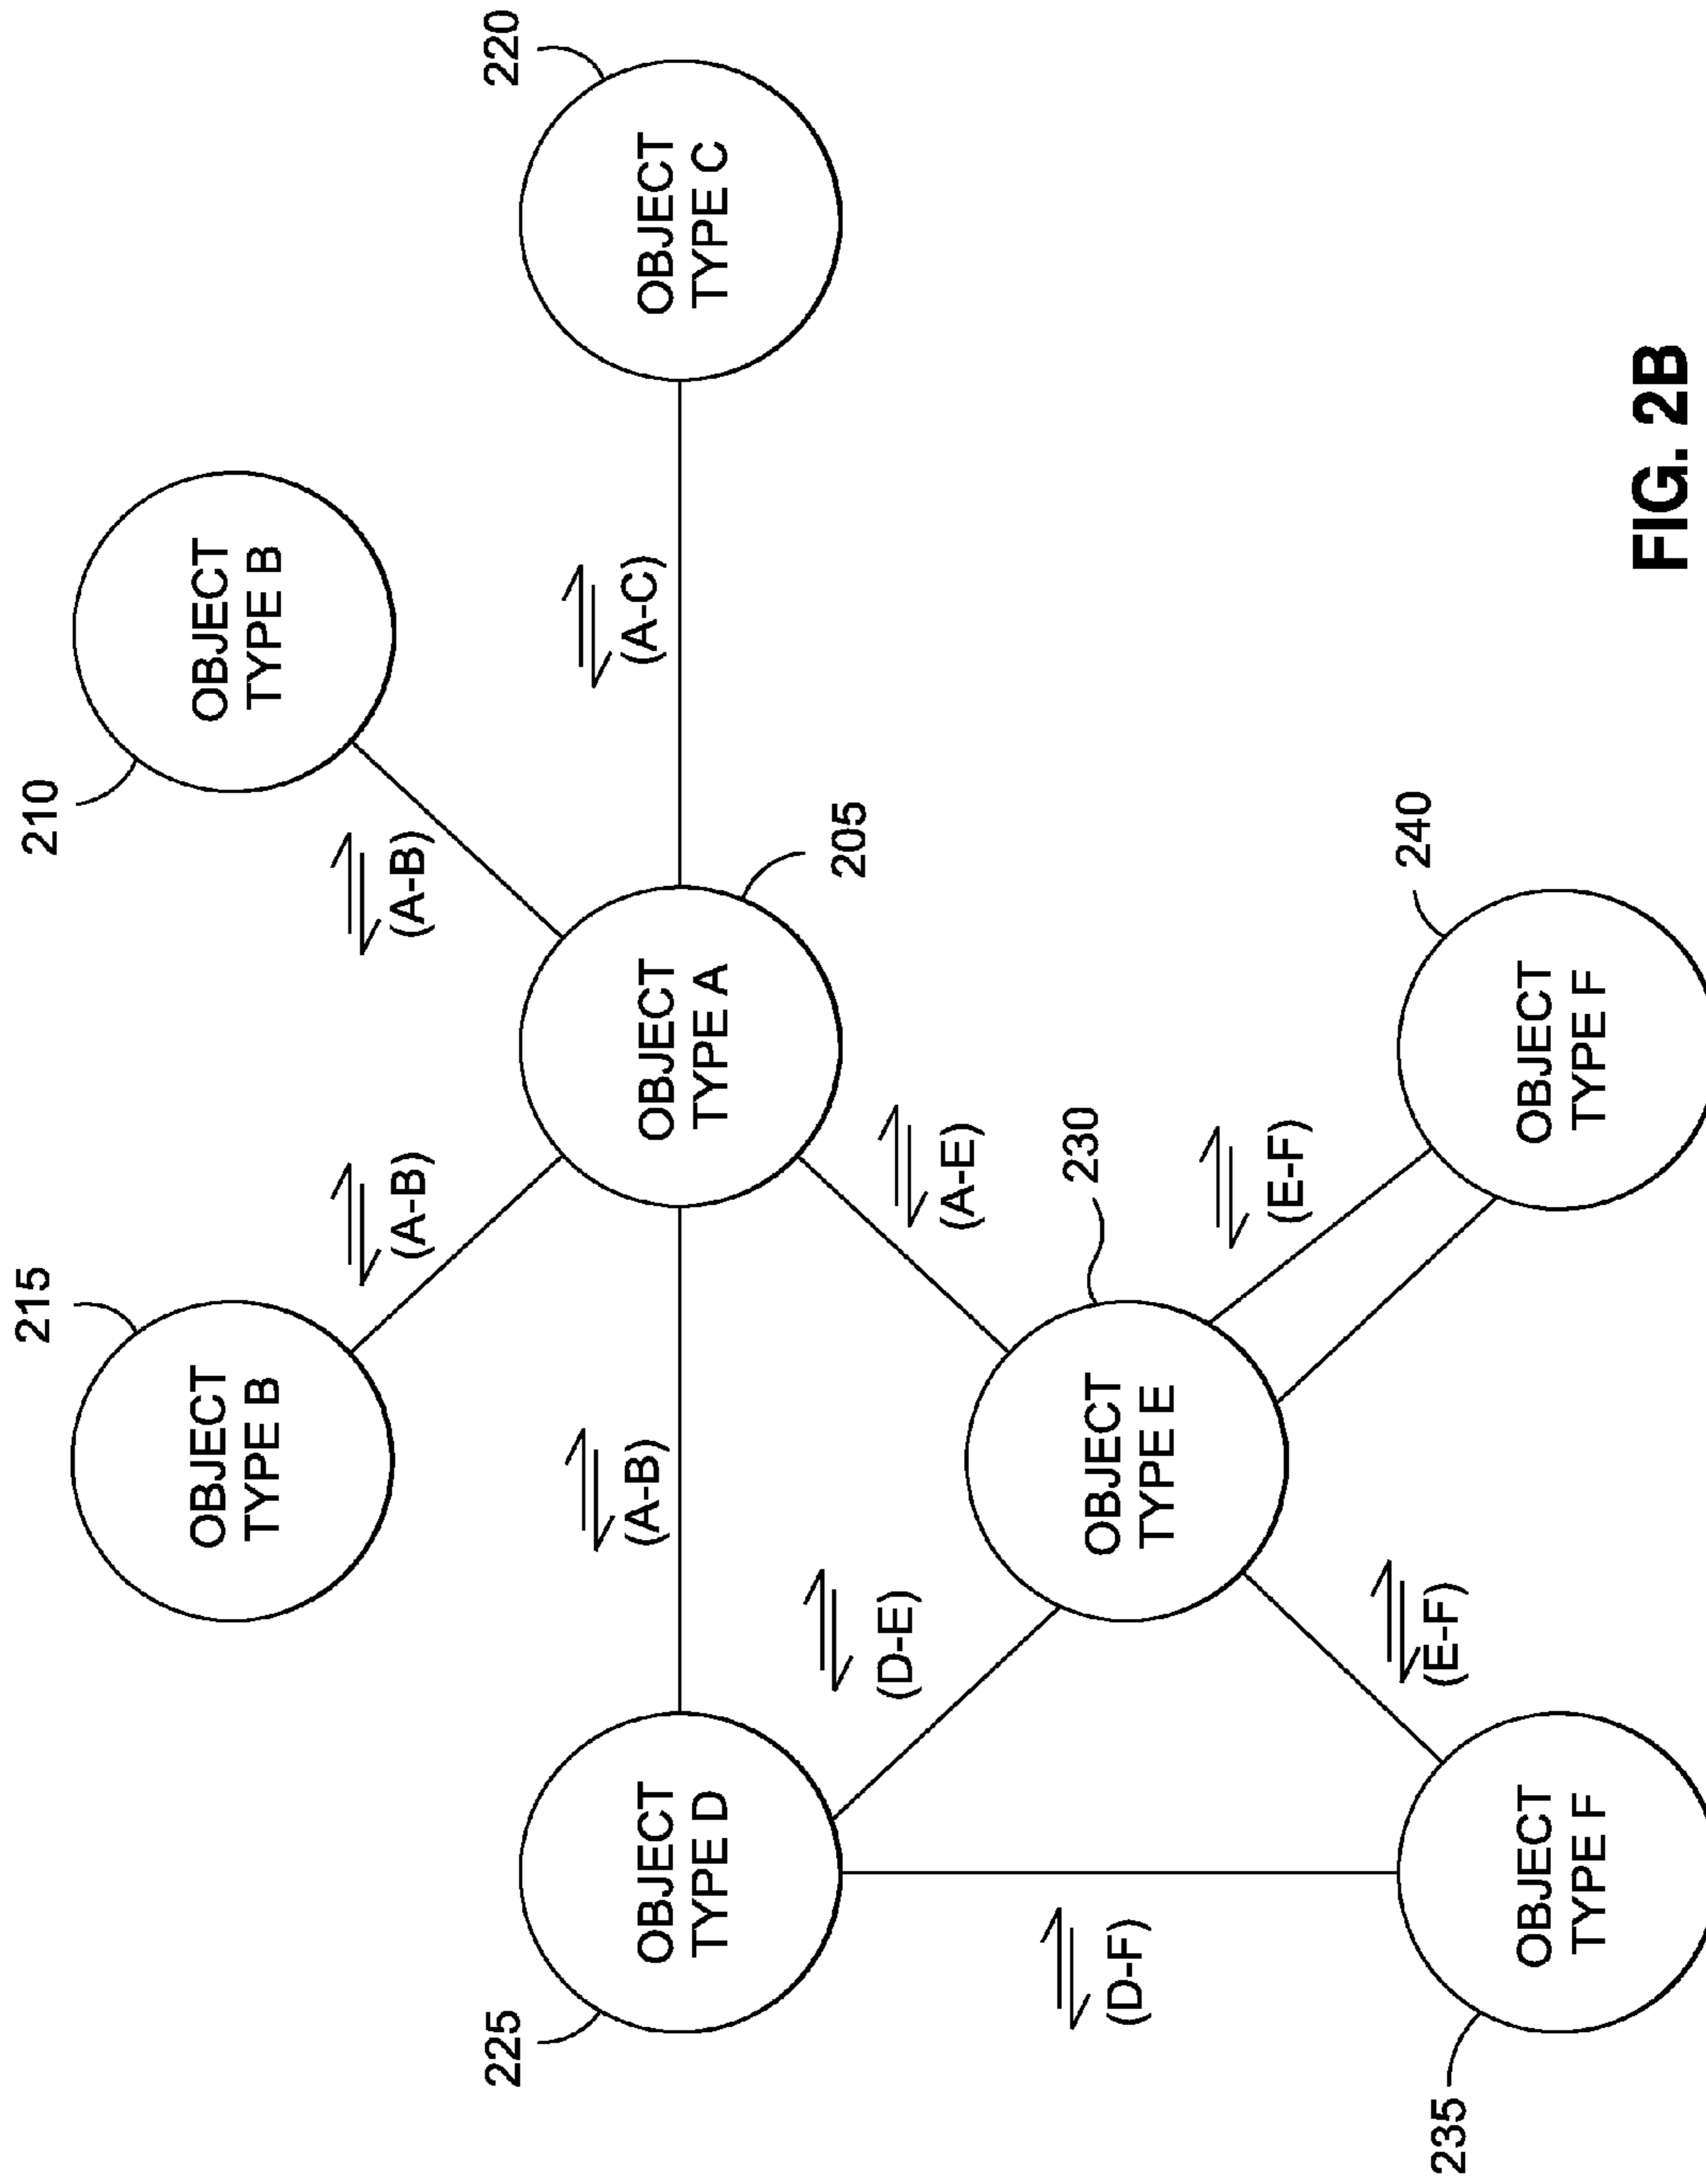 215
210
OBJECT
TYPE B
OBJECT
TYPE B
(A-B)
(A-B)
225
220
(A-B)
(A-C)
OBJECT
TYPE D
OBJECT
TYPE A
OBJECT
TYPE C
205
(D-E)
(A-E)
230
OBJECT
TYPE E
(D-F)
(E-F)
235
(E-F)
240
OBJECT
TYPE F
OBJECT
TYPE F
FIG. 2B